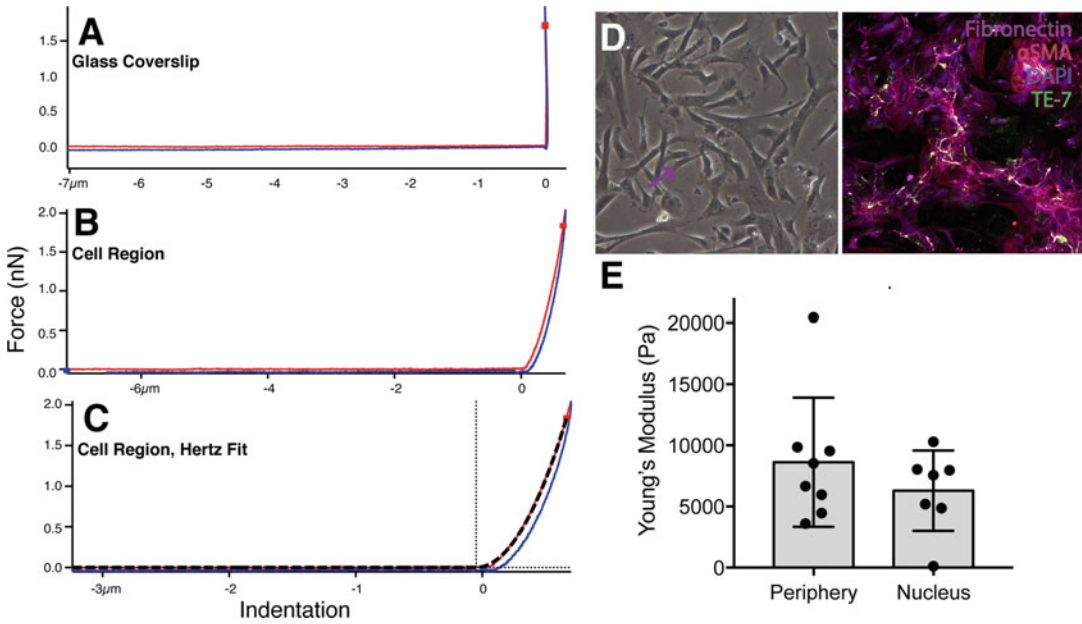 A
Glass Coverslip
1.5
1.0
0.5
0.0
-7μm -6 -5 -4 -3 -2 -1 0
B
Cell Region
2.0
1.5
1.0
0.5
0.0
-6μm -4 -2 0
C
Cell Region, Hertz Fit
2.0
1.5
1.0
0.5
0.0
-3μm -2 -1 0
Force (nN)
Indentation
D
Fibronectin
αSMA
DAPI
TE-7
E
Young's Modulus (Pa)
20000
15000
10000
5000
0
Periphery Nucleus